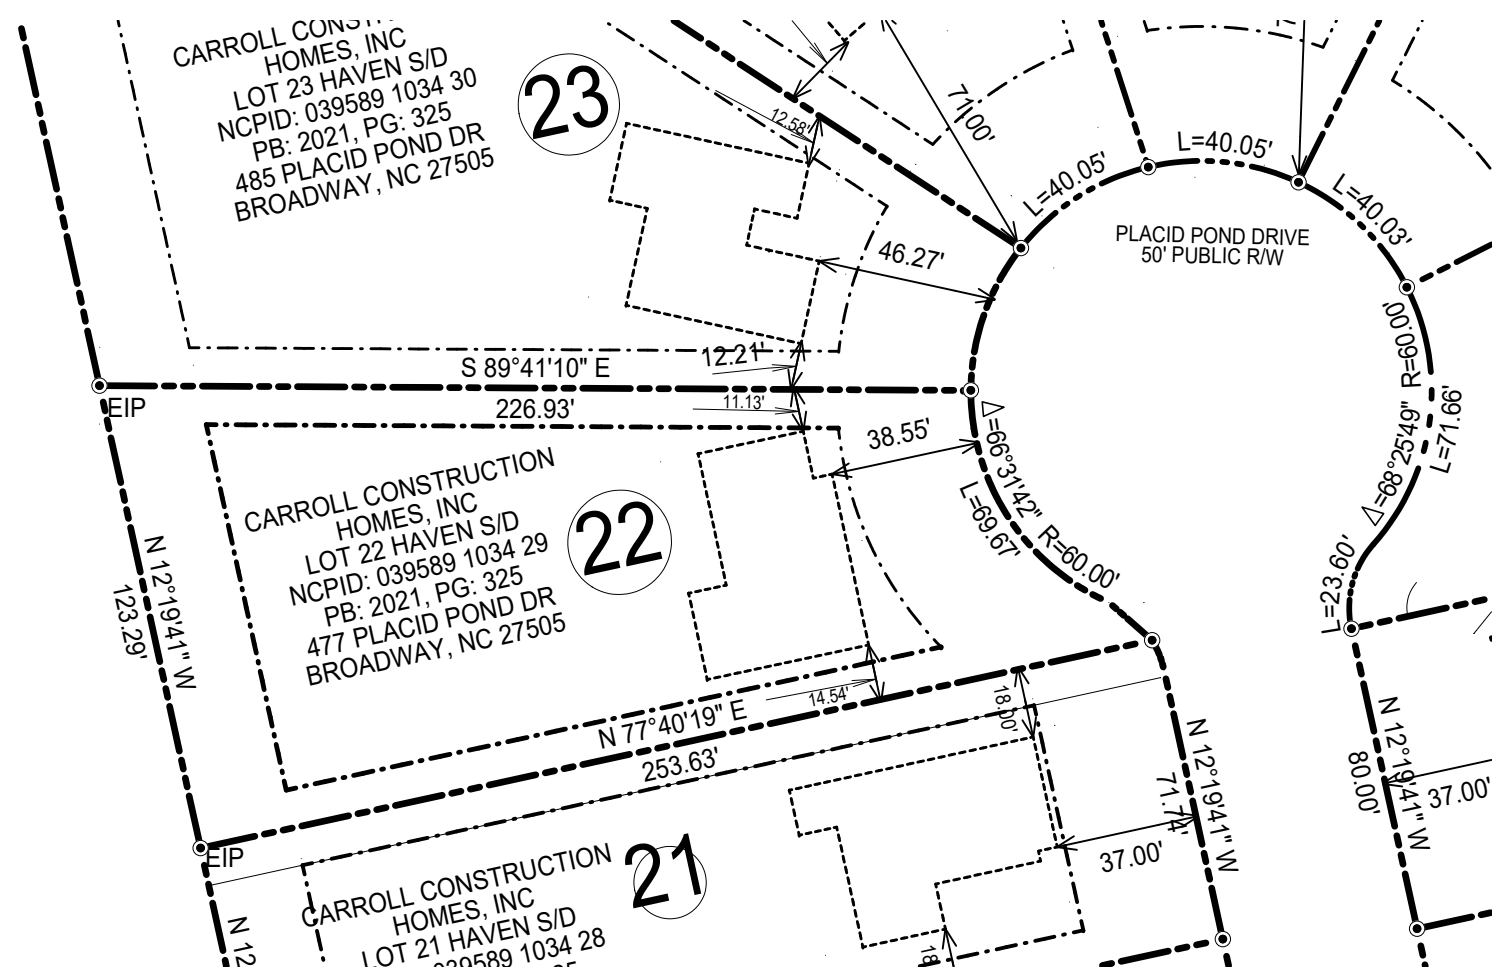 CARROLL
HOMES, INC
LOT 23 HAVEN S/D
NCPID: 039589 1034 30
PB: 2021, PG: 325
485 PLACID POND DR
BROADWAY, NC 27505
23
12.58'
71.00'
L=40.05'
L=40.05'
L=40.03'
PLACID POND DRIVE
50' PUBLIC R/W
46.27'
12.21'
S 89°41'10" E
226.93'
EIP
11.13'
38.55'
Δ=66°31'42" R=60.00'
L=69.67'
Δ=68°25'49" R=60.00'
L=71.66'
L=23.60'
CARROLL CONSTRUCTION
HOMES, INC
LOT 22 HAVEN S/D
NCPID: 039589 1034 29
PB: 2021, PG: 325
477 PLACID POND DR
BROADWAY, NC 27505
22
N 12°19'41" W
123.29'
14.54'
18.00'
N 77°40'19" E
253.63'
EIP
N 12°19'41" W
71.74'
37.00'
N 12°19'41" W
80.00'
37.00'
CARROLL CONSTRUCTION
HOMES, INC
LOT 21 HAVEN S/D
039589 1034 28
21
N 12
18